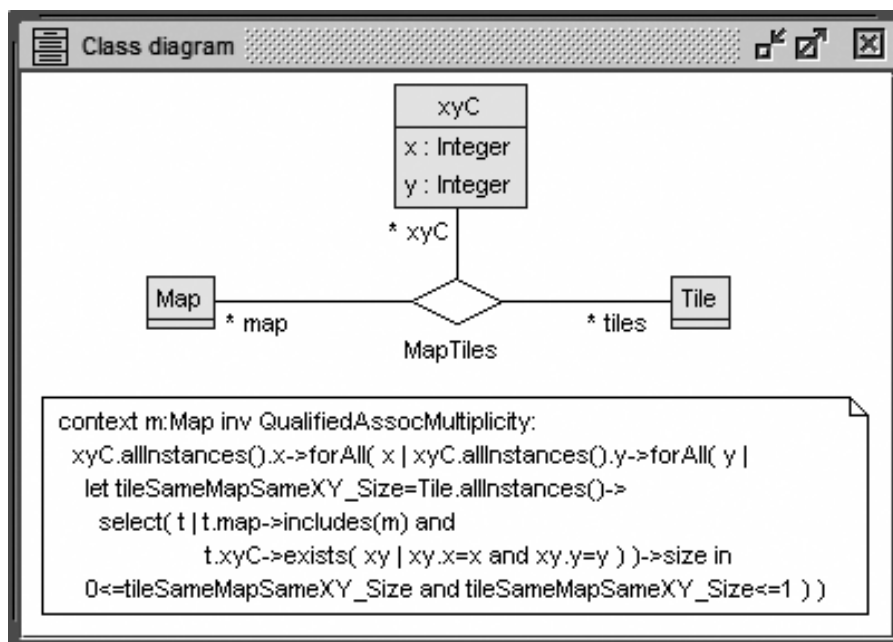 Class diagram
xyC
x : Integer
y : Integer
* xyC
Map
Tile
* map
* tiles
MapTiles
context m:Map inv QualifiedAssocMultiplicity:
xyC.allInstances().x->forAll( x | xyC.allInstances().y->forAll( y |
let tileSameMapSameXY_Size=Tile.allInstances()->
select( t | t.map->includes(m) and
t.xyC->exists( xy | xy.x=x and xy.y=y ) )->size in
0<=tileSameMapSameXY_Size and tileSameMapSameXY_Size<=1 ) )